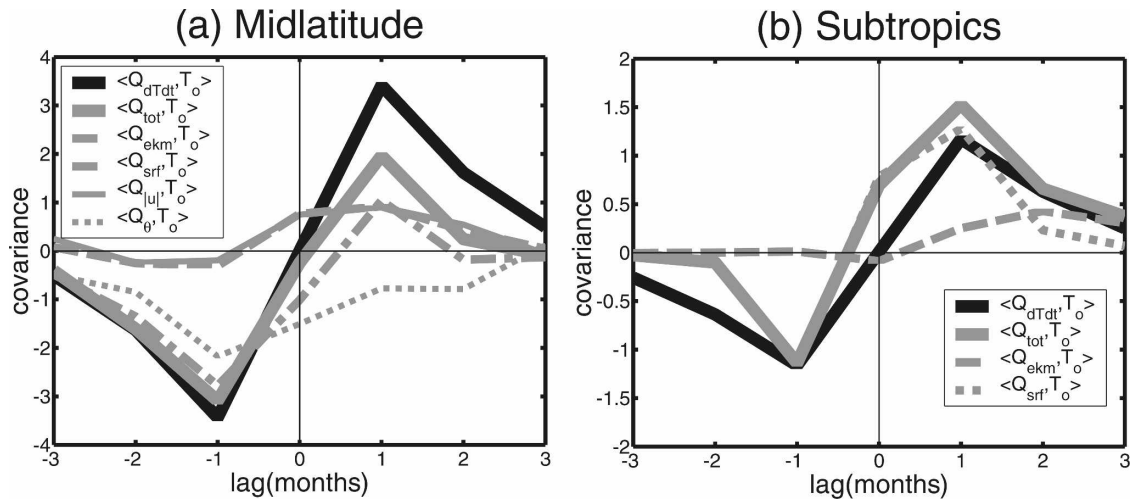 (a) Midlatitude
4
3
2
1
0
-1
-2
-3
-4
covariance
<Q_dTdt,T_o>
<Q_tot,T_o>
<Q_ekm,T_o>
<Q_srf,T_o>
<Q_|u|,T_o>
<Q_θ,T_o>
-3 -2 -1 0 1 2 3
lag(months)
(b) Subtropics
2
1.5
1
0.5
0
-0.5
-1
-1.5
-2
covariance
<Q_dTdt,T_o>
<Q_tot,T_o>
<Q_ekm,T_o>
<Q_srf,T_o>
-3 -2 -1 0 1 2 3
lag(months)